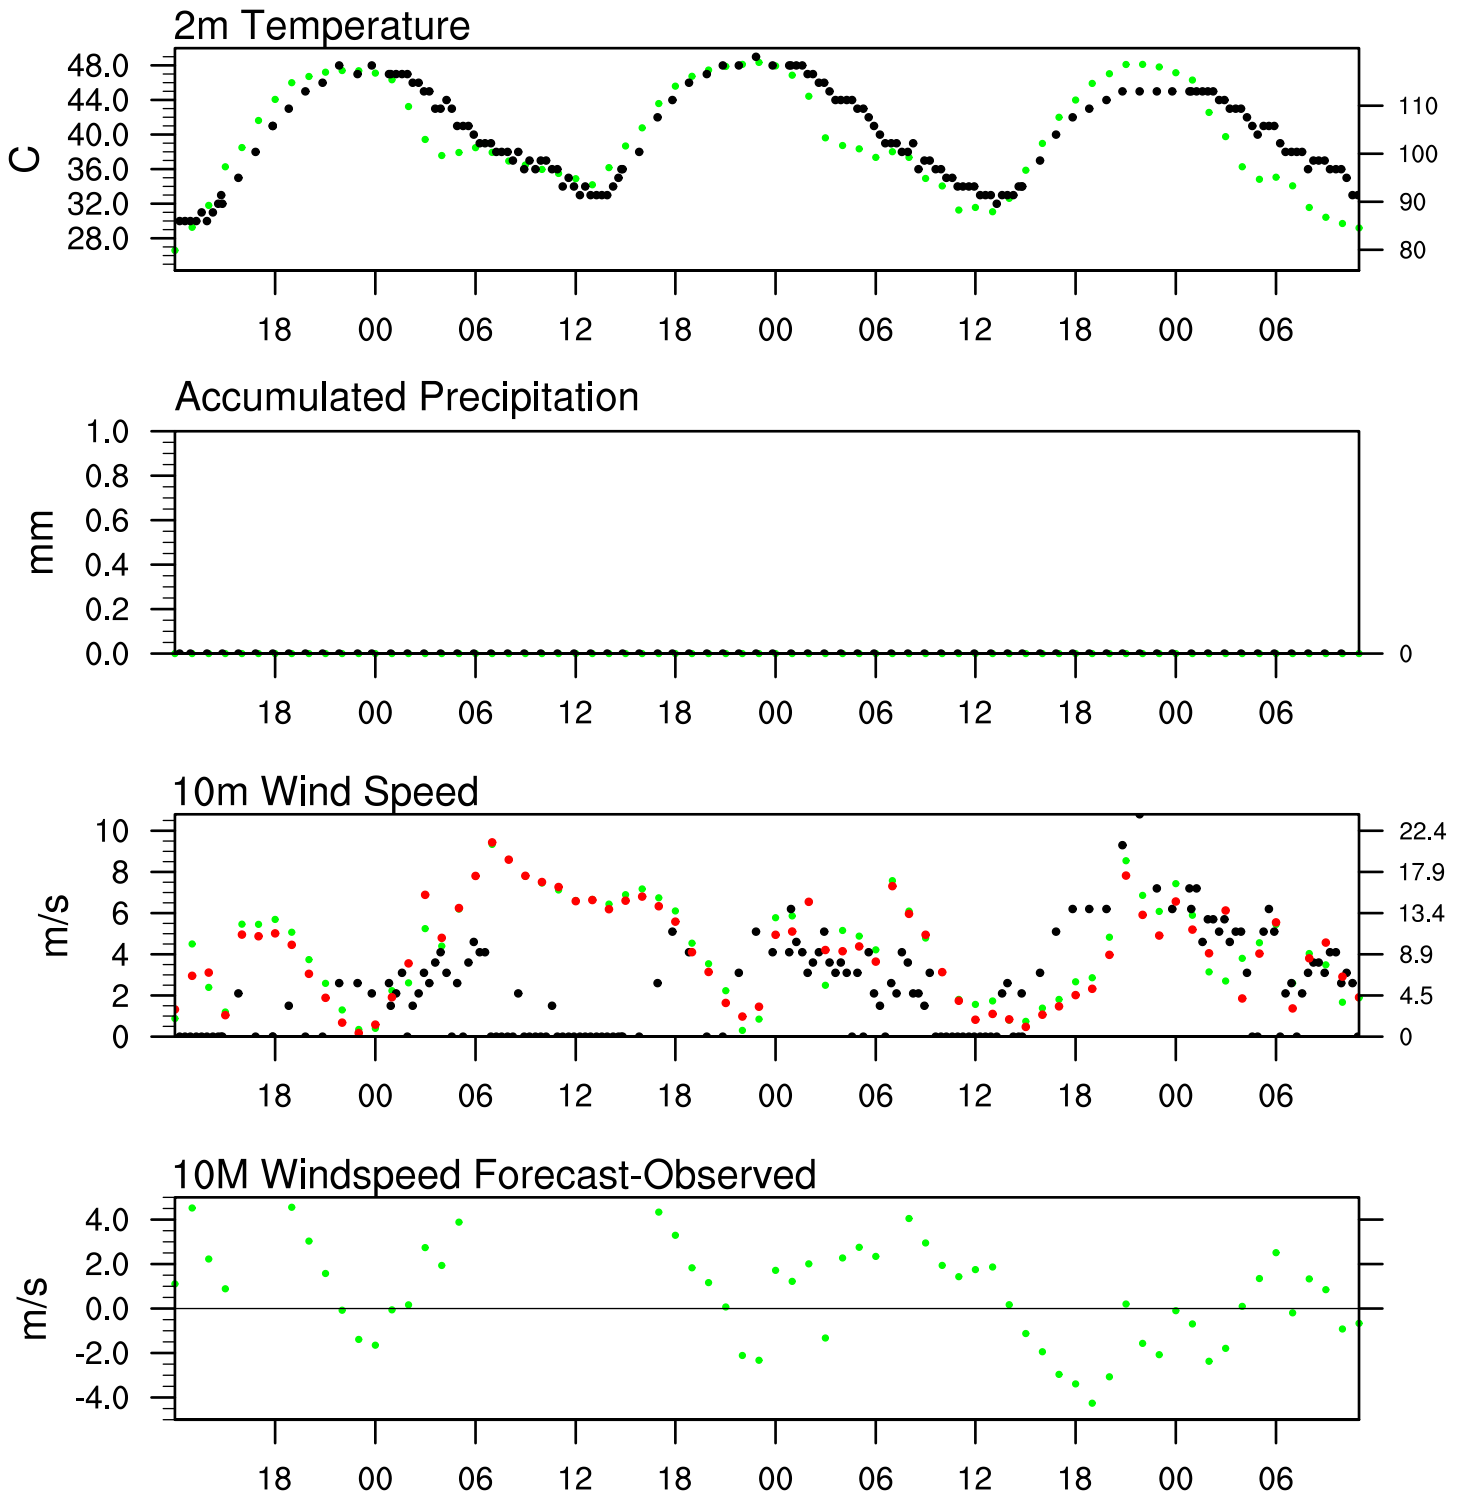 2m Temperature
48.0
44.0
40.0
36.0
32.0
28.0
C
110
100
90
80
18 00 06 12 18 00 06 12 18 00 06
Accumulated Precipitation
1.0
0.8
0.6
0.4
0.2
0.0
mm
0
18 00 06 12 18 00 06 12 18 00 06
10m Wind Speed
10
8
6
4
2
0
m/s
22.4
17.9
13.4
8.9
4.5
0
18 00 06 12 18 00 06 12 18 00 06
10M Windspeed Forecast-Observed
4.0
2.0
0.0
-2.0
-4.0
m/s
18 00 06 12 18 00 06 12 18 00 06